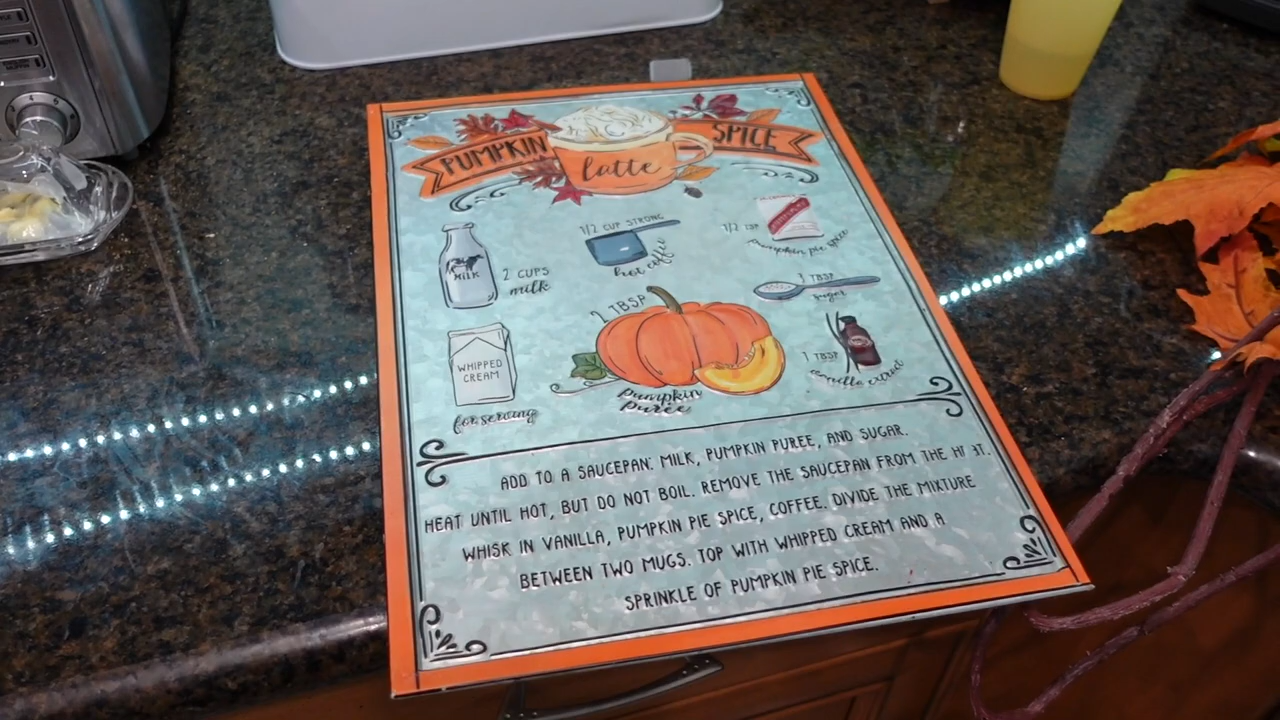 PUMPKIN
SPICE
latte
MILK
2 CUPS
milk
1/2 CUP STRONG
hot coffee
1/2 TSP
pumpkin pie spice
1 TBSP
sugar
WHIPPED
CREAM
for serving
2 TBSP
pumpkin
puree
1 TBSP
vanilla extract
ADD TO A SAUCEPAN: MILK, PUMPKIN PUREE, AND SUGAR.
HEAT UNTIL HOT, BUT DO NOT BOIL. REMOVE THE SAUCEPAN FROM THE HEAT.
WHISK IN VANILLA, PUMPKIN PIE SPICE, COFFEE. DIVIDE THE MIXTURE
BETWEEN TWO MUGS. TOP WITH WHIPPED CREAM AND A
SPRINKLE OF PUMPKIN PIE SPICE.